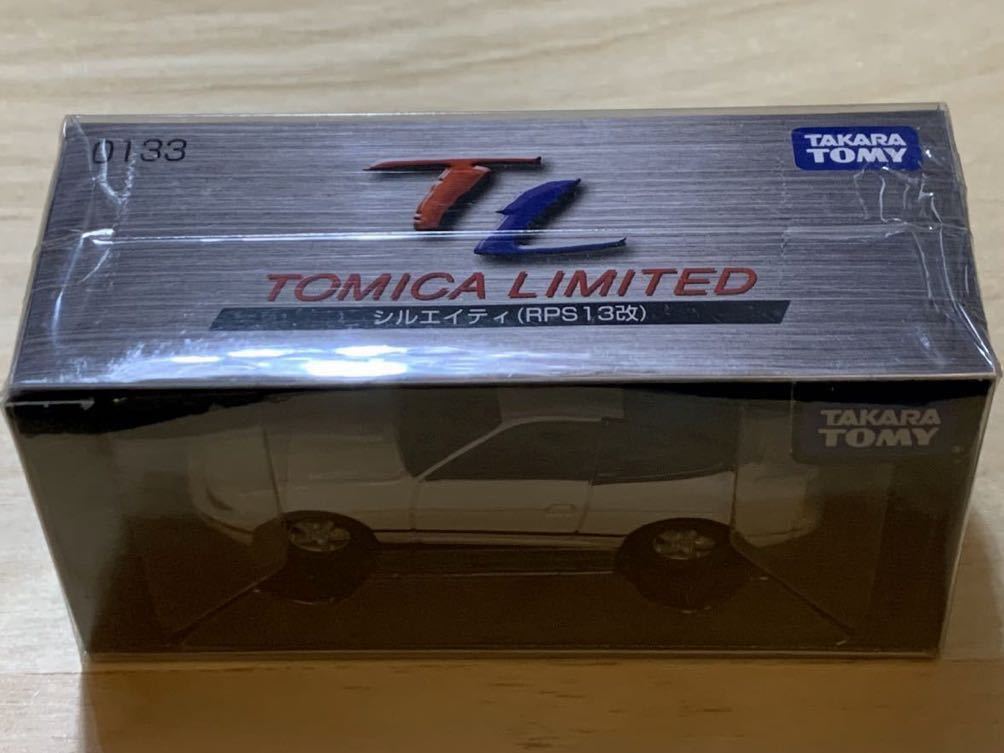 0133
TAKARA
TOMY
TL
TOMICA LIMITED
シルエイティ(RPS13改)
TAKARA
TOMY